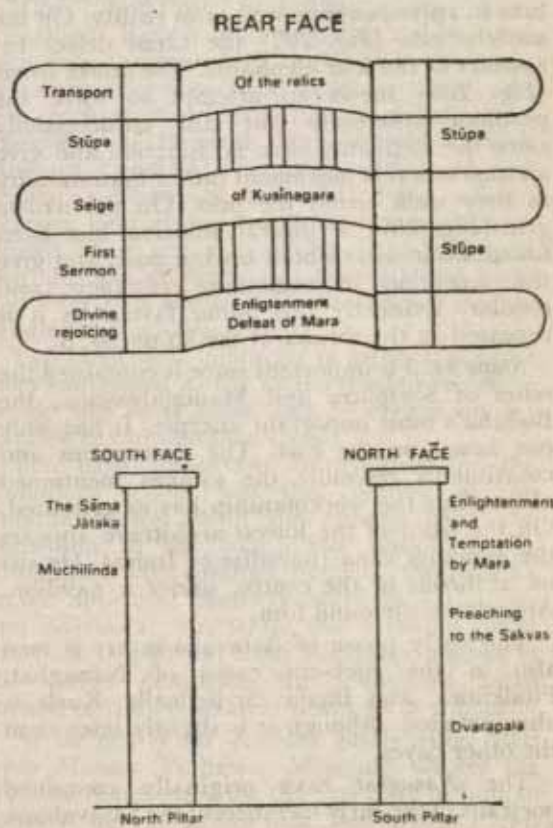 REAR FACE
Transport
Of the relics
Stūpa
Stūpa
Seige
of Kusīnagara
First
Sermon
Stūpa
Divine
rejoicing
Enligtenment
Defeat of Mara
SOUTH FACE
The Sāma
Jātaka
Muchilinda
North Pillar
NORTH FACE
Enlightenment
and
Temptation
by Mara
Preaching
to the Sakvas
Dvarapala
South Pillar